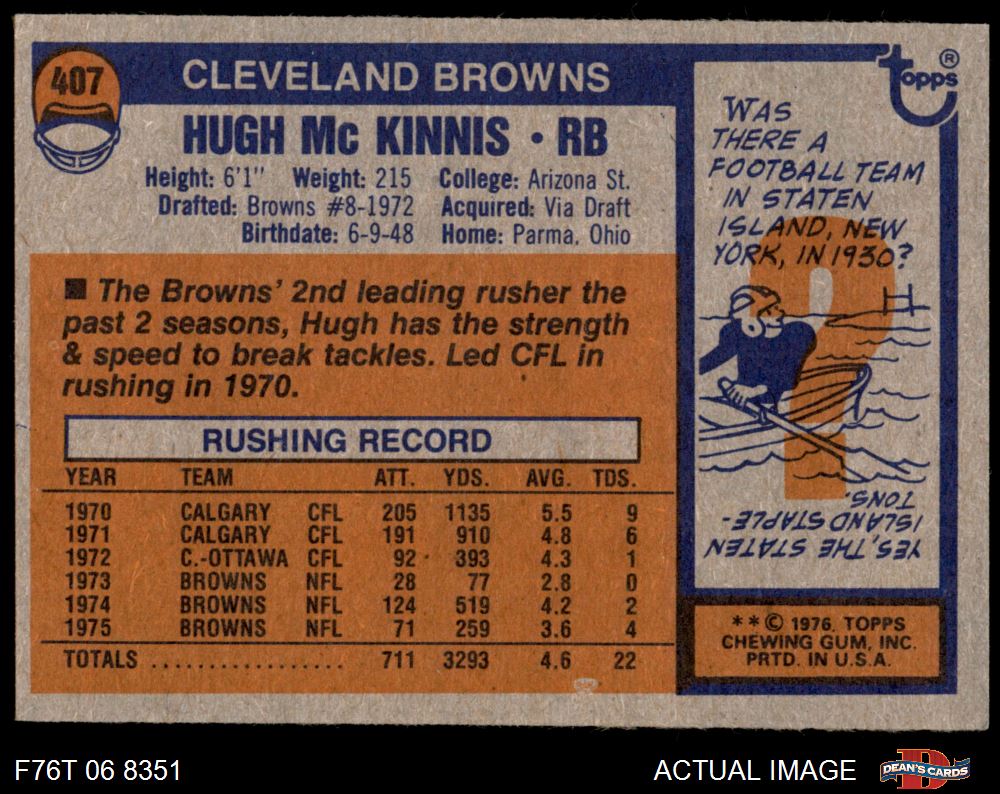 407
CLEVELAND BROWNS
HUGH Mc KINNIS • RB
Height: 6'1" Weight: 215 College: Arizona St.
Drafted: Browns #8-1972 Acquired: Via Draft
Birthdate: 6-9-48 Home: Parma, Ohio
■ The Browns' 2nd leading rusher the
past 2 seasons, Hugh has the strength
& speed to break tackles. Led CFL in
rushing in 1970.
RUSHING RECORD
YEAR TEAM ATT. YDS. AVG. TDS.
1970 CALGARY CFL 205 1135 5.5 9
1971 CALGARY CFL 191 910 4.8 6
1972 C.-OTTAWA CFL 92 393 4.3 1
1973 BROWNS NFL 28 77 2.8 0
1974 BROWNS NFL 124 519 4.2 2
1975 BROWNS NFL 71 259 3.6 4
TOTALS .................. 711 3293 4.6 22
topps®
WAS
THERE A
FOOTBALL TEAM
IN STATEN
ISLAND, NEW
YORK, IN 1930?
?
YES, THE STATEN
ISLAND STAPLE-
TONS.
**© 1976, TOPPS
CHEWING GUM, INC.
PRTD. IN U.S.A.
F76T 06 8351
ACTUAL IMAGE
D
DEAN'S CARDS